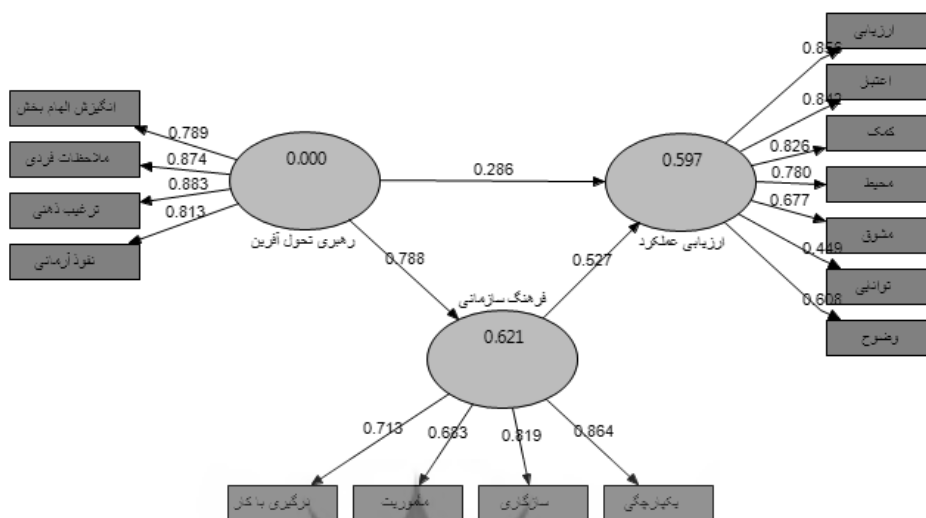 ارزیابی
0.856
اعتبار
0.842
انگیزش الهام بخش
0.789
کمک
0.826
0.000
0.597
ملاحظات فردی
0.874
0.286
محیط
0.780
ترغیب ذهنی
0.883
مشوق
0.677
نفوذ آرمانی
0.813
رهبری تحول آفرین
ارزیابی عملکرد
0.788
0.527
توانایی
0.449
فرهنگ سازمانی
وضوح
0.608
0.621
0.713
0.683
0.819
0.864
درگیری با کار
ماموریت
سازگاری
یکپارچگی